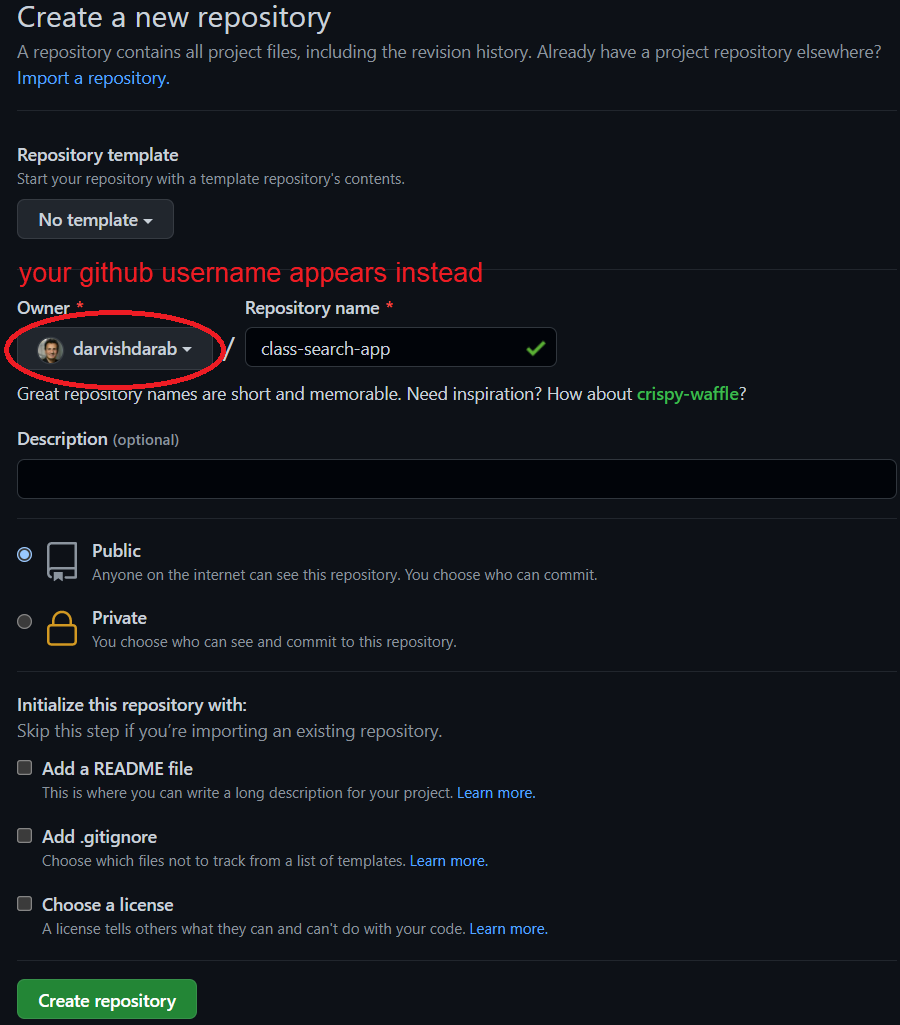 Create a new repository
A repository contains all project files, including the revision history. Already have a project repository elsewhere?
Import a repository.
Repository template
Start your repository with a template repository's contents.
No template
your github username appears instead
Owner * Repository name *
darvishdarab / class-search-app
Great repository names are short and memorable. Need inspiration? How about crispy-waffle?
Description (optional)
Public
Anyone on the internet can see this repository. You choose who can commit.
Private
You choose who can see and commit to this repository.
Initialize this repository with:
Skip this step if you’re importing an existing repository.
Add a README file
This is where you can write a long description for your project. Learn more.
Add .gitignore
Choose which files not to track from a list of templates. Learn more.
Choose a license
A license tells others what they can and can't do with your code. Learn more.
Create repository